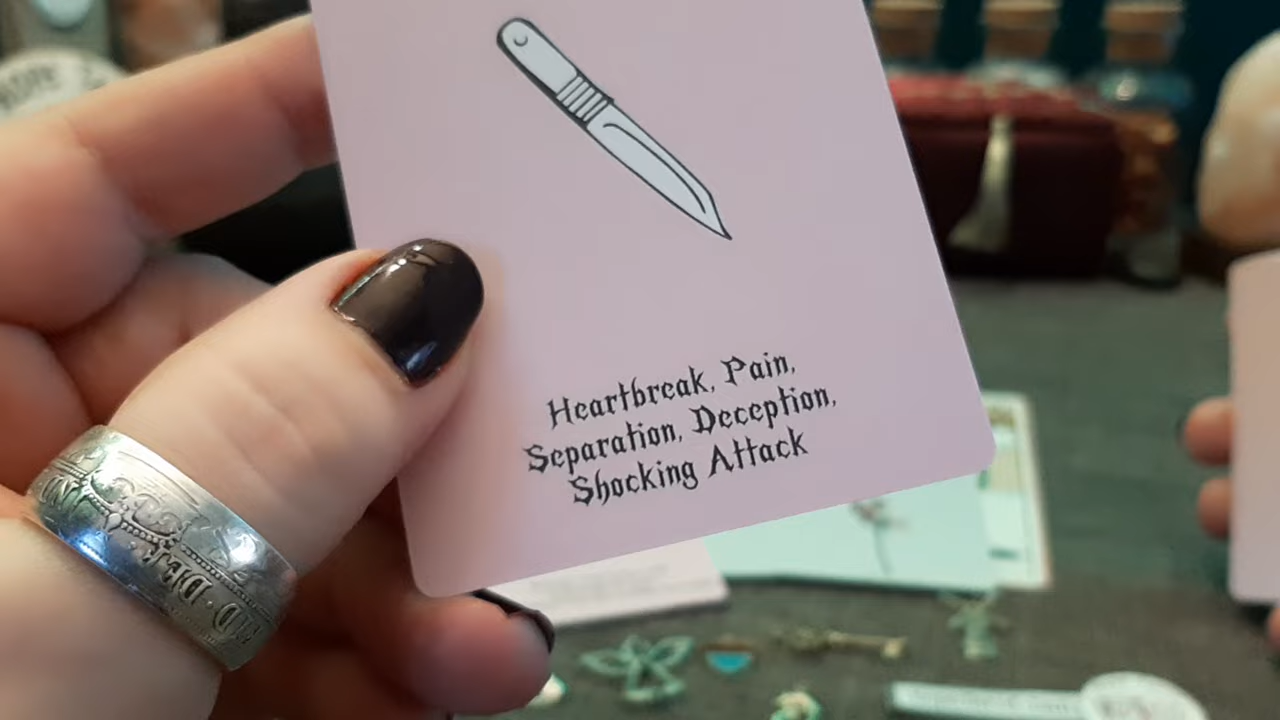 Heartbreak, Pain,
Separation, Deception,
Shocking Attack